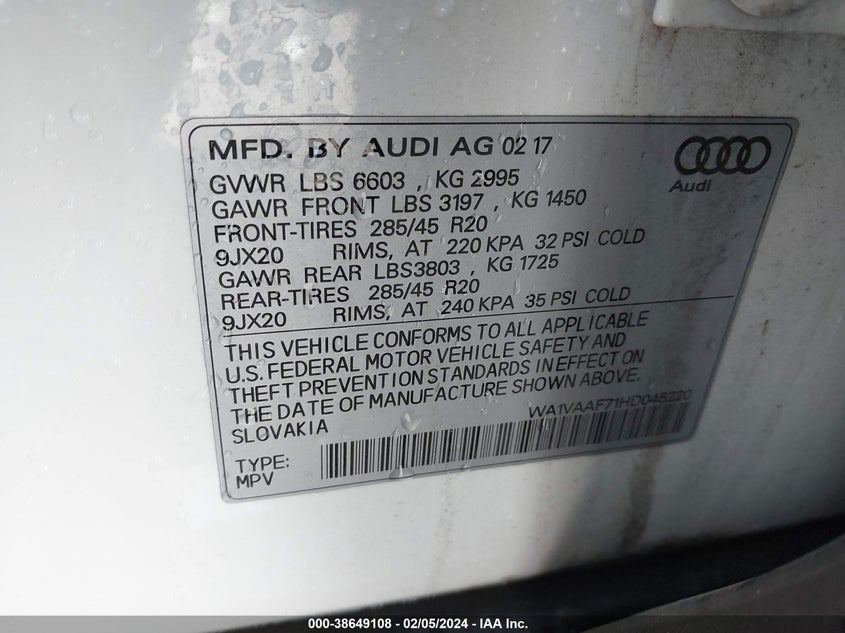 MFD. BY AUDI AG 02 17
GVWR LBS 6603 , KG 2995
GAWR FRONT LBS 3197 , KG 1450
FRONT-TIRES 285/45 R20
9JX20 RIMS, AT 220 KPA 32 PSI COLD
GAWR REAR LBS3803 , KG 1725
REAR-TIRES 285/45 R20
9JX20 RIMS, AT 240 KPA 35 PSI COLD
Audi
THIS VEHICLE CONFORMS TO ALL APPLICABLE
U.S. FEDERAL MOTOR VEHICLE SAFETY AND
THEFT PREVENTION STANDARDS IN EFFECT ON
THE DATE OF MANUFACTURE SHOWN ABOVE.
SLOVAKIA
WA1VAAF71HD045220
TYPE:
MPV
000-38649108 - 02/05/2024 - IAA Inc.